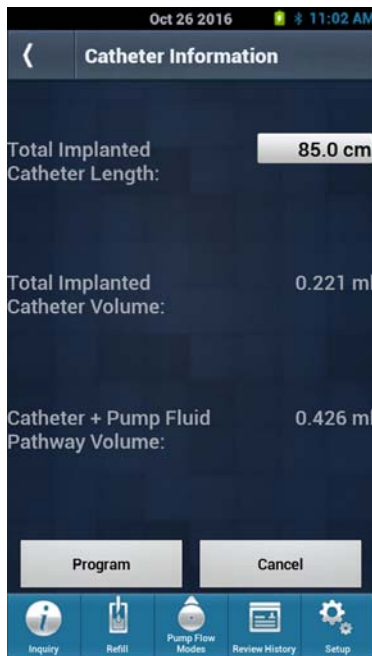 Oct 26 2016 11:02 AM
Catheter Information
Total Implanted 85.0 cm
Catheter Length:
Total Implanted 0.221 ml
Catheter Volume:
Catheter + Pump Fluid 0.426 ml
Pathway Volume:
Program Cancel
Inquiry Refill Pump Flow Modes Review History Setup